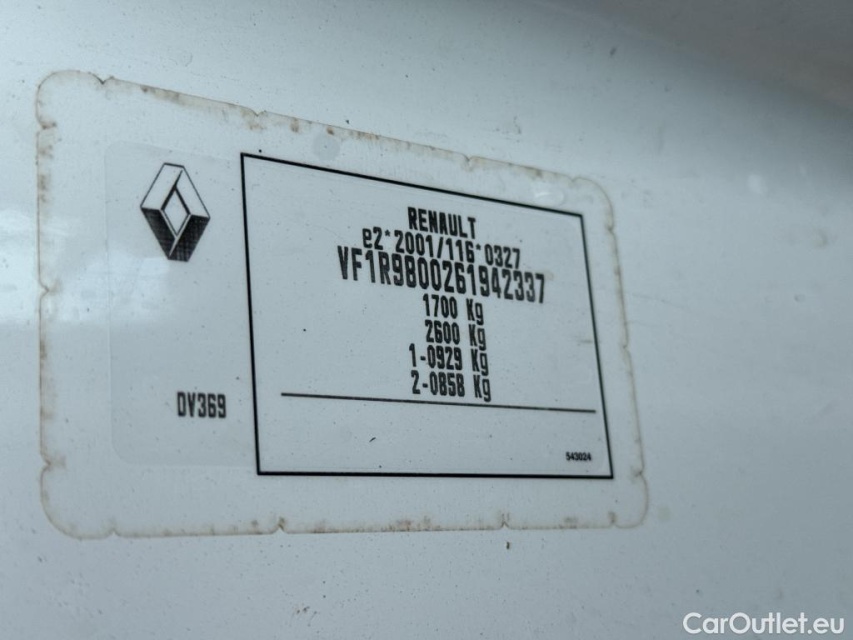 RENAULT
e2*2001/116*0327
VF1R9800261942337
1700 Kg
2600 Kg
1-0929 Kg
2-0858 Kg
DV369
543024
CarOutlet.eu